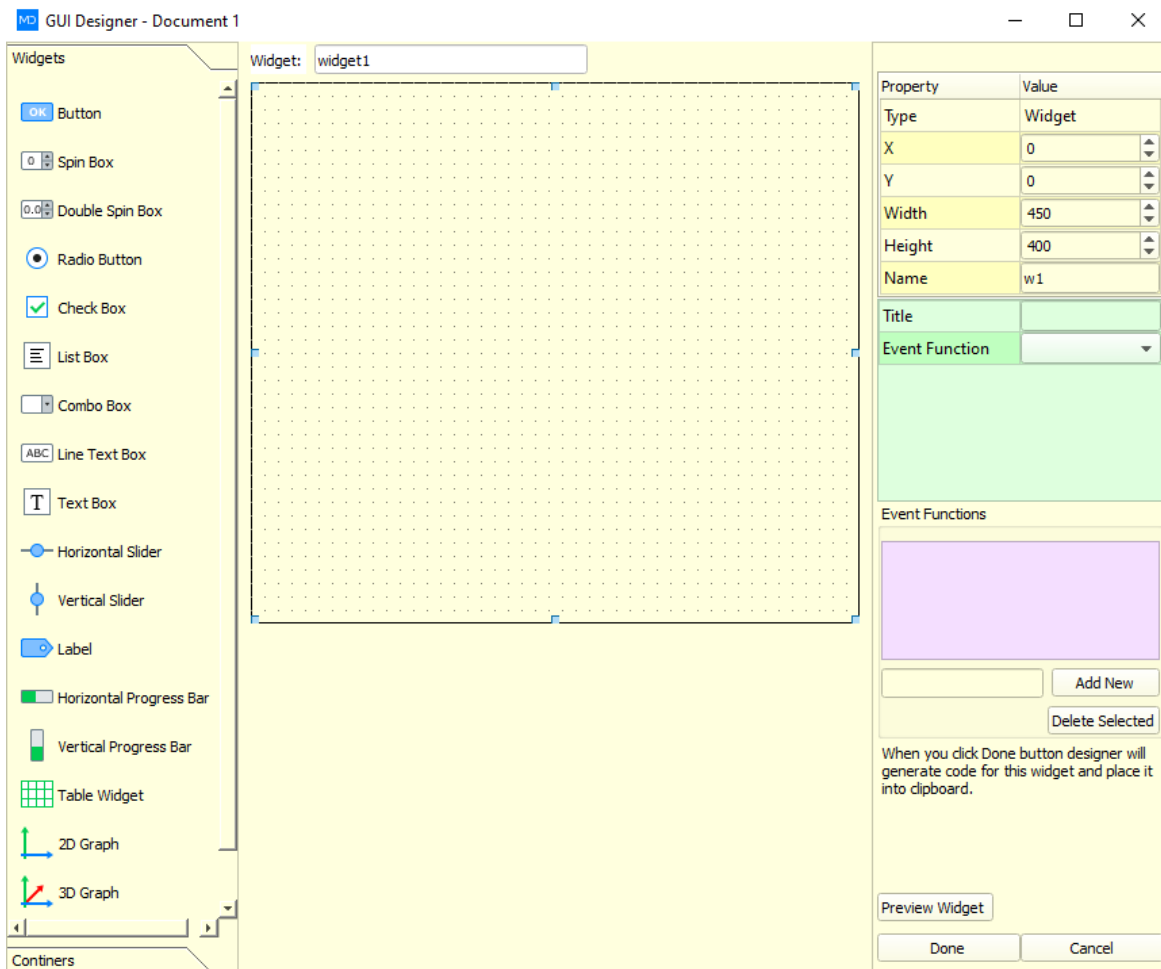 MD GUI Designer - Document 1
Widgets
OK Button
0 Spin Box
0.0 Double Spin Box
Radio Button
Check Box
List Box
Combo Box
ABC Line Text Box
T Text Box
Horizontal Slider
Vertical Slider
Label
Horizontal Progress Bar
Vertical Progress Bar
Table Widget
2D Graph
3D Graph
Continers
Widget: widget1
Property Value
Type Widget
X 0
Y 0
Width 450
Height 400
Name w1
Title
Event Function
Event Functions
Add New
Delete Selected
When you click Done button designer will
generate code for this widget and place it
into clipboard.
Preview Widget
Done Cancel